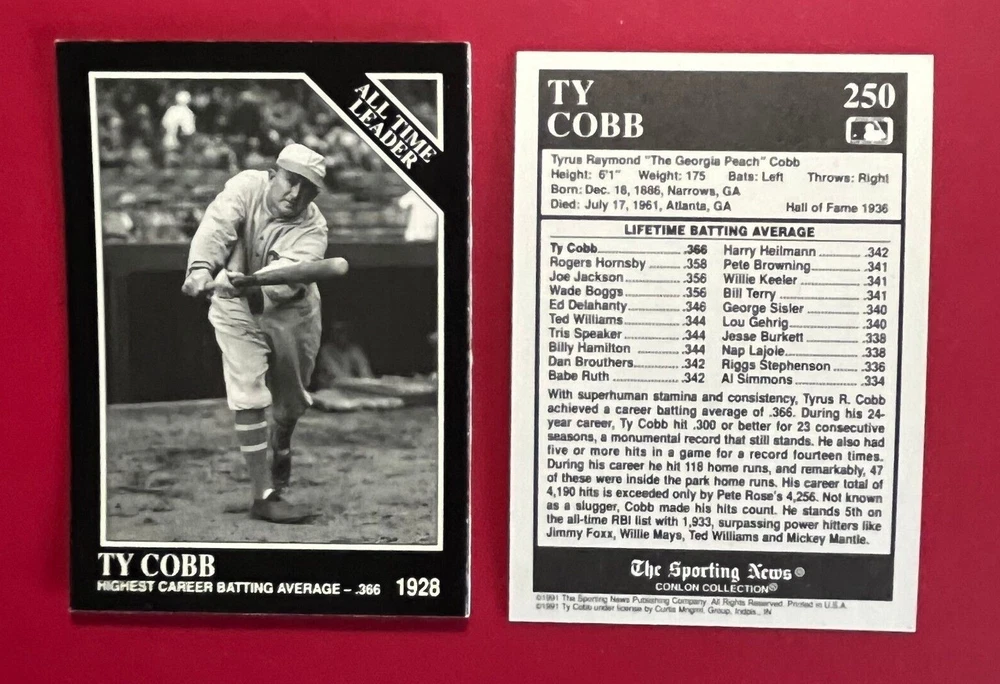 ALL TIME
LEADER
TY COBB
HIGHEST CAREER BATTING AVERAGE – .366 1928
TY
COBB
250
Tyrus Raymond "The Georgia Peach" Cobb
Height: 6'1" Weight: 175 Bats: Left Throws: Right
Born: Dec. 18, 1886, Narrows, GA
Died: July 17, 1961, Atlanta, GA Hall of Fame 1936
LIFETIME BATTING AVERAGE
Ty Cobb .366
Rogers Hornsby .358
Joe Jackson .356
Wade Boggs .356
Ed Delahanty .346
Ted Williams .344
Tris Speaker .344
Billy Hamilton .344
Dan Brouthers .342
Babe Ruth .342
Harry Heilmann .342
Pete Browning .341
Willie Keeler .341
Bill Terry .341
George Sisler .340
Lou Gehrig .340
Jesse Burkett .338
Nap Lajoie .338
Riggs Stephenson .336
Al Simmons .334
With superhuman stamina and consistency, Tyrus R. Cobb
achieved a career batting average of .366. During his 24-
year career, Ty Cobb hit .300 or better for 23 consecutive
seasons, a monumental record that still stands. He also had
five or more hits in a game for a record fourteen times.
During his career he hit 118 home runs, and remarkably, 47
of these were inside the park home runs. His career total of
4,190 hits is exceeded only by Pete Rose's 4,256. Not known
as a slugger, Cobb made his hits count. He stands 5th on
the all-time RBI list with 1,933, surpassing power hitters like
Jimmy Foxx, Willie Mays, Ted Williams and Mickey Mantle.
The Sporting News®
CONLON COLLECTION®
©1991 The Sporting News Publishing Company. All Rights Reserved. Printed in U.S.A.
©1991 Ty Cobb under license by Curtis Mngmt. Group, Indpls., IN